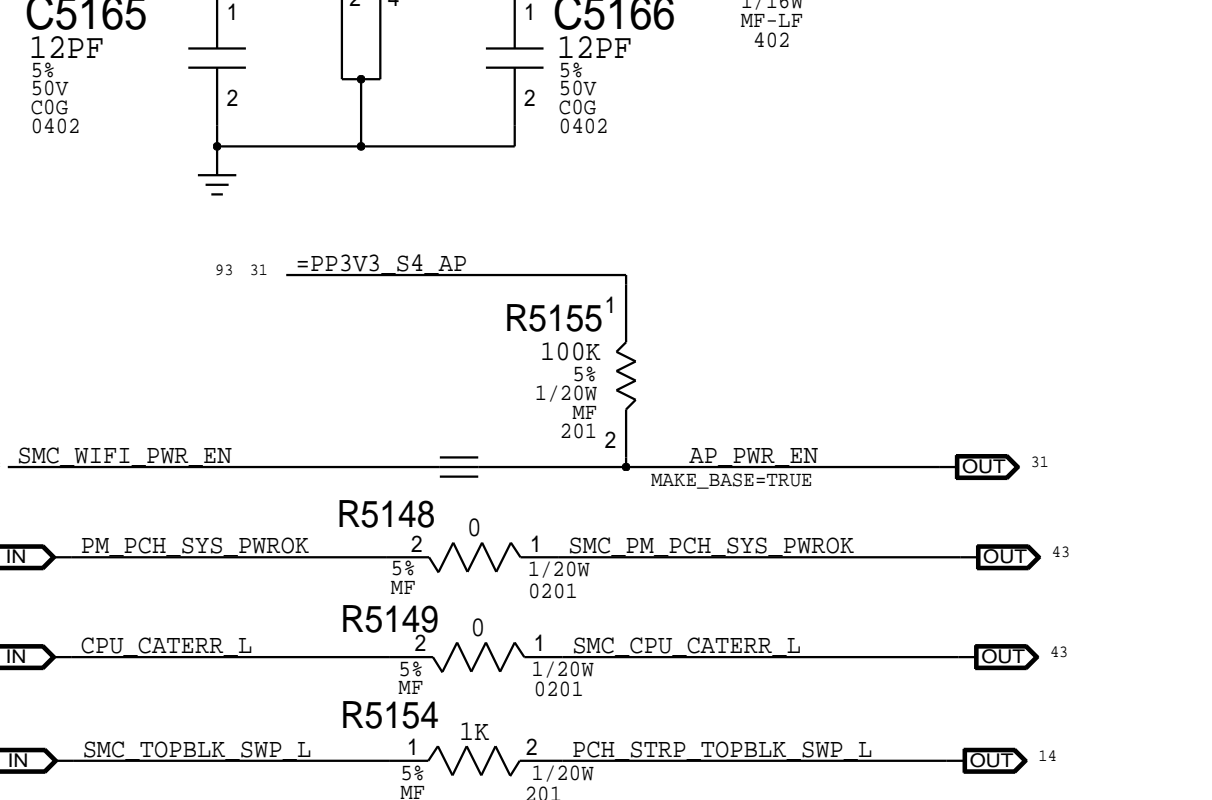 C5165
1
2 4
1
C5166
1/16W
MF-LF
402
12PF
5%
50V
C0G
0402
2
12PF
5%
50V
C0G
0402
2
93 31 =PP3V3_S4_AP
R5155
1
100K
5%
1/20W
MF
201
2
SMC_WIFI_PWR_EN
AP_PWR_EN
MAKE_BASE=TRUE
OUT 31
R5148
0
IN PM_PCH_SYS_PWROK 2 1 SMC_PM_PCH_SYS_PWROK OUT 43
5% 1/20W
MF 0201
R5149
0
IN CPU_CATERR_L 2 1 SMC_CPU_CATERR_L OUT 43
5% 1/20W
MF 0201
R5154
1K
IN SMC_TOPBLK_SWP_L 1 2 PCH_STRP_TOPBLK_SWP_L OUT 14
5% 1/20W
MF 201